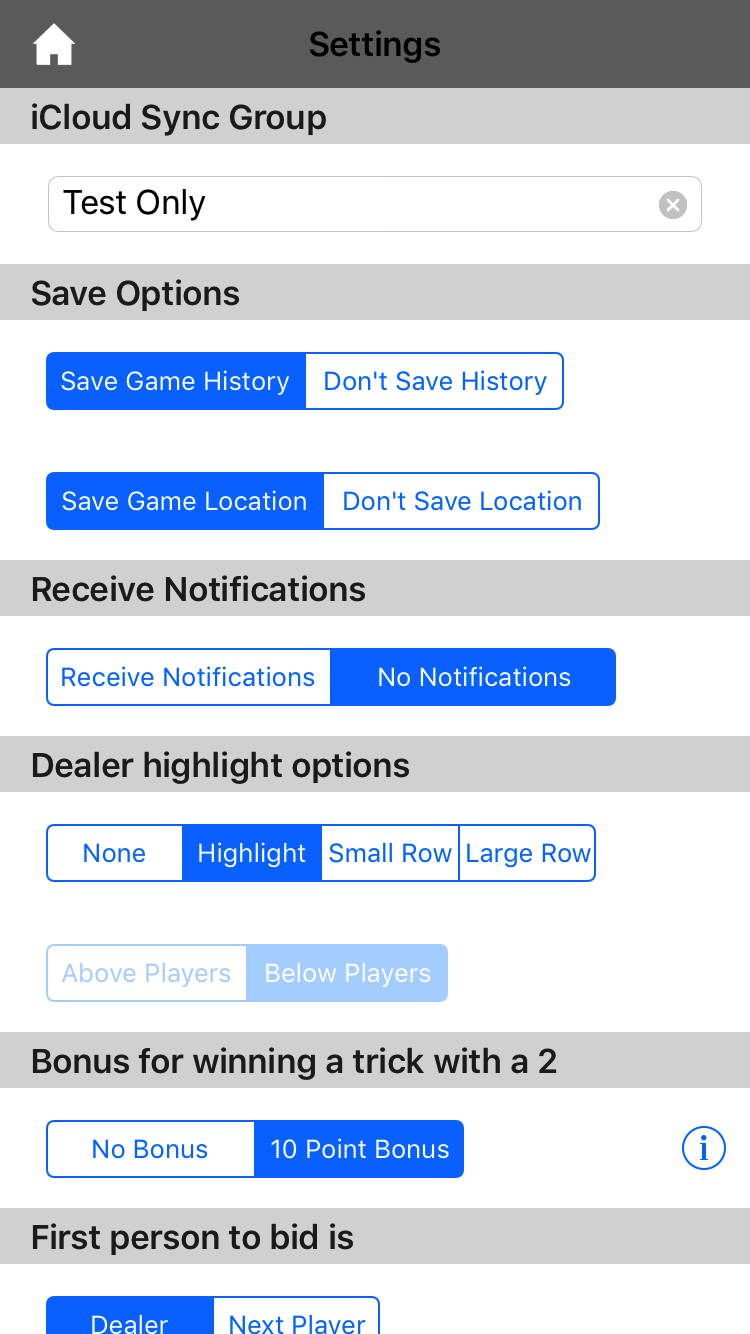 Settings
iCloud Sync Group
Test Only
Save Options
Save Game History Don't Save History
Save Game Location Don't Save Location
Receive Notifications
Receive Notifications No Notifications
Dealer highlight options
None Highlight Small Row Large Row
Above Players Below Players
Bonus for winning a trick with a 2
No Bonus 10 Point Bonus i
First person to bid is
Dealer Next Player